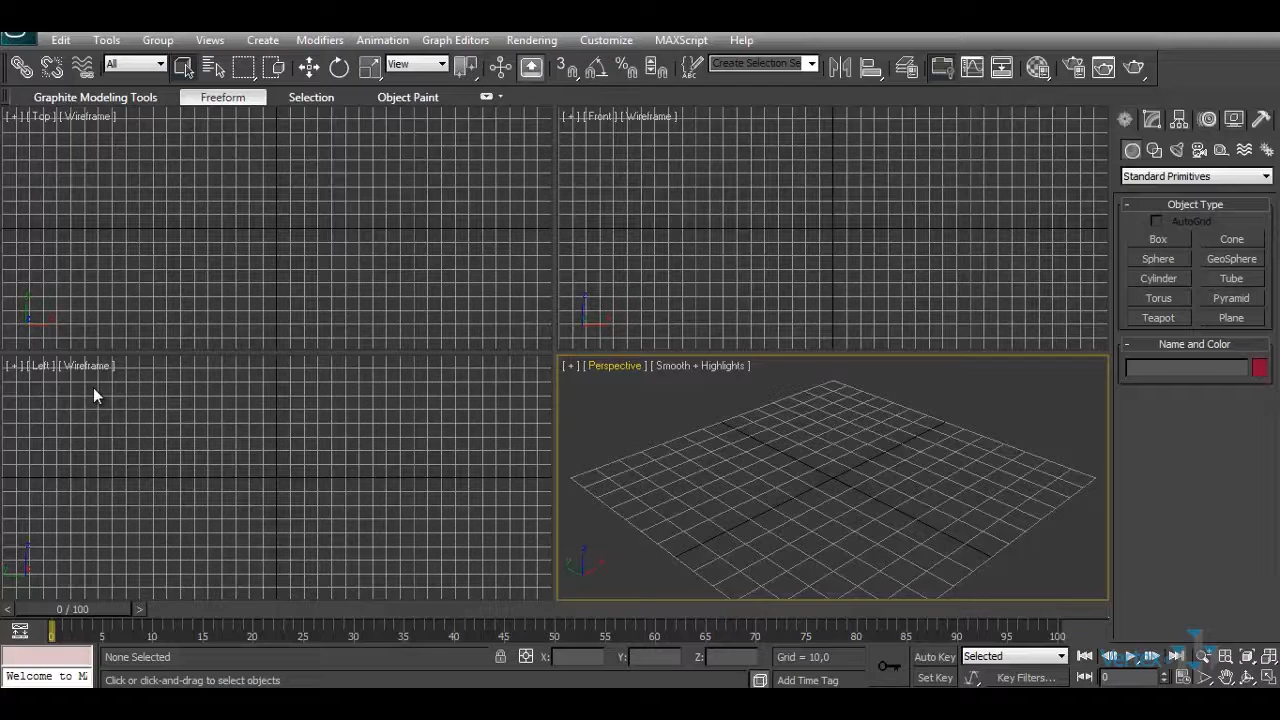 Edit Tools Group Views Create Modifiers Animation Graph Editors Rendering Customize MAXScript Help
All View 3 Create Selection Se
Graphite Modeling Tools Freeform Selection Object Paint
[ + ] [ Top ] [ Wireframe ]
[ + ] [ Front ] [ Wireframe ]
Standard Primitives
- Object Type
AutoGrid
Box Cone
Sphere GeoSphere
Cylinder Tube
Torus Pyramid
Teapot Plane
- Name and Color
[ + ] [ Left ] [ Wireframe ]
[ + ] [ Perspective ] [ Smooth + Highlights ]
< 0 / 100 >
0 5 10 15 20 25 30 35 40 45 50 55 60 65 70 75 80 85 90 95 100
None Selected X: Y: Z: Grid = 10,0 Auto Key Selected
Welcome to M Click or click-and-drag to select objects Add Time Tag Set Key Key Filters... 0